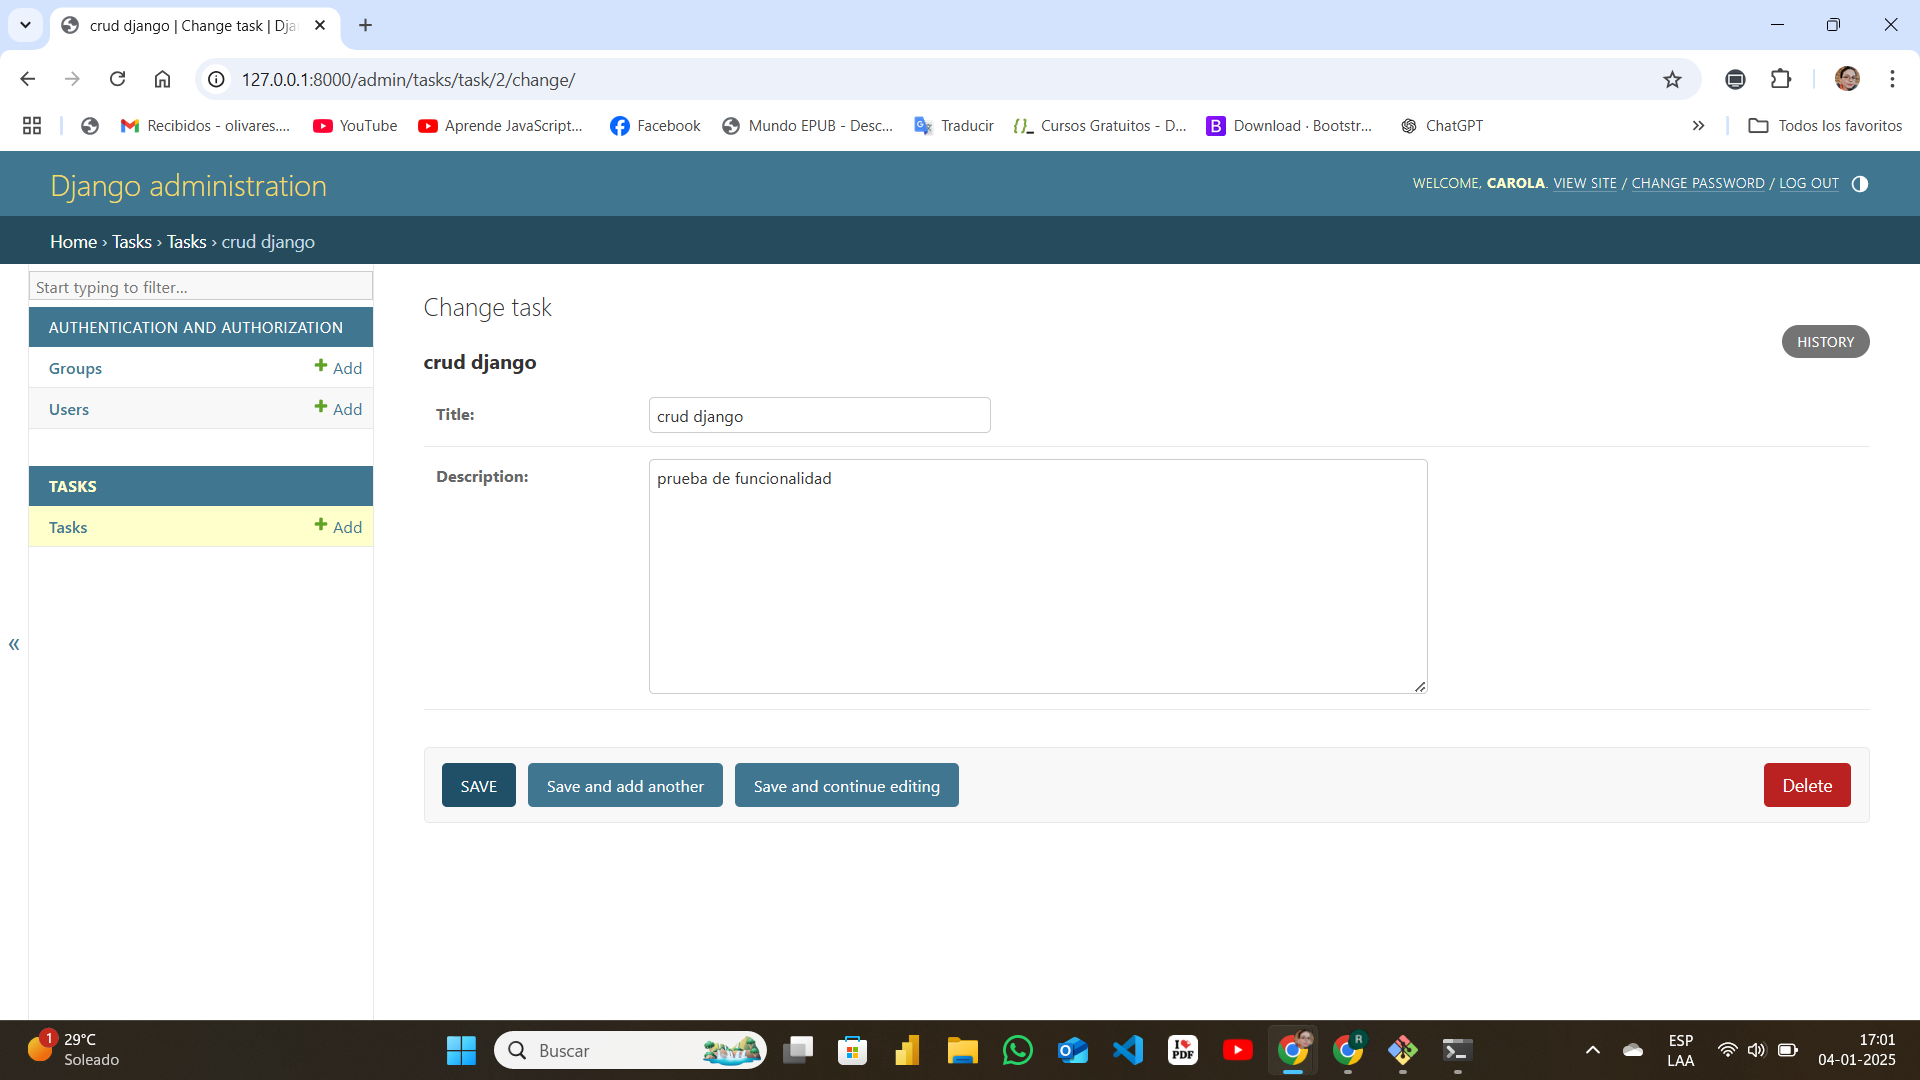 crud django | Change task | Dja
127.0.0.1:8000/admin/tasks/task/2/change/
Recibidos - olivares.... YouTube Aprende JavaScript... Facebook Mundo EPUB - Desc... Traducir Cursos Gratuitos - D... Download · Bootstr... ChatGPT » Todos los favoritos
Django administration
WELCOME, CAROLA. VIEW SITE / CHANGE PASSWORD / LOG OUT
Home › Tasks › Tasks › crud django
Start typing to filter...
AUTHENTICATION AND AUTHORIZATION
Groups + Add
Users + Add
TASKS
Tasks + Add
«
Change task
HISTORY
crud django
Title: crud django
Description: prueba de funcionalidad
SAVE Save and add another Save and continue editing Delete
1 29°C
Soleado
Buscar
I PDF
R
ESP
LAA
17:01
04-01-2025